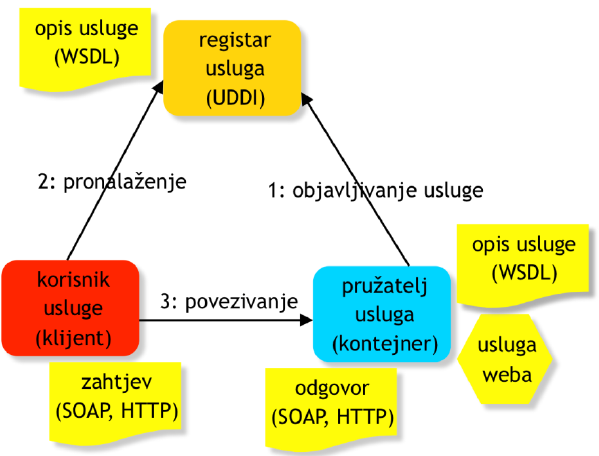 opis usluge
(WSDL)
registar
usluga
(UDDI)
2: pronalaženje
1: objavljivanje usluge
opis usluge
(WSDL)
korisnik
usluge
(klijent)
3: povezivanje
pružatelj
usluga
(kontejner)
usluga
weba
zahtjev
(SOAP, HTTP)
odgovor
(SOAP, HTTP)